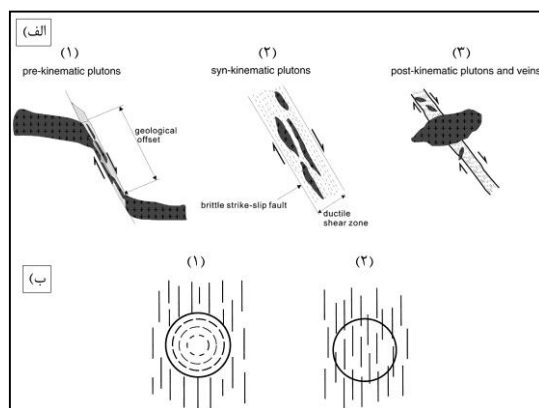 الف)
(۱)
(۲)
(۳)
pre-kinematic plutons
syn-kinematic plutons
post-kinematic plutons and veins
geological
offset
brittle strike-slip fault
ductile
shear zone
ب)
(۱)
(۲)